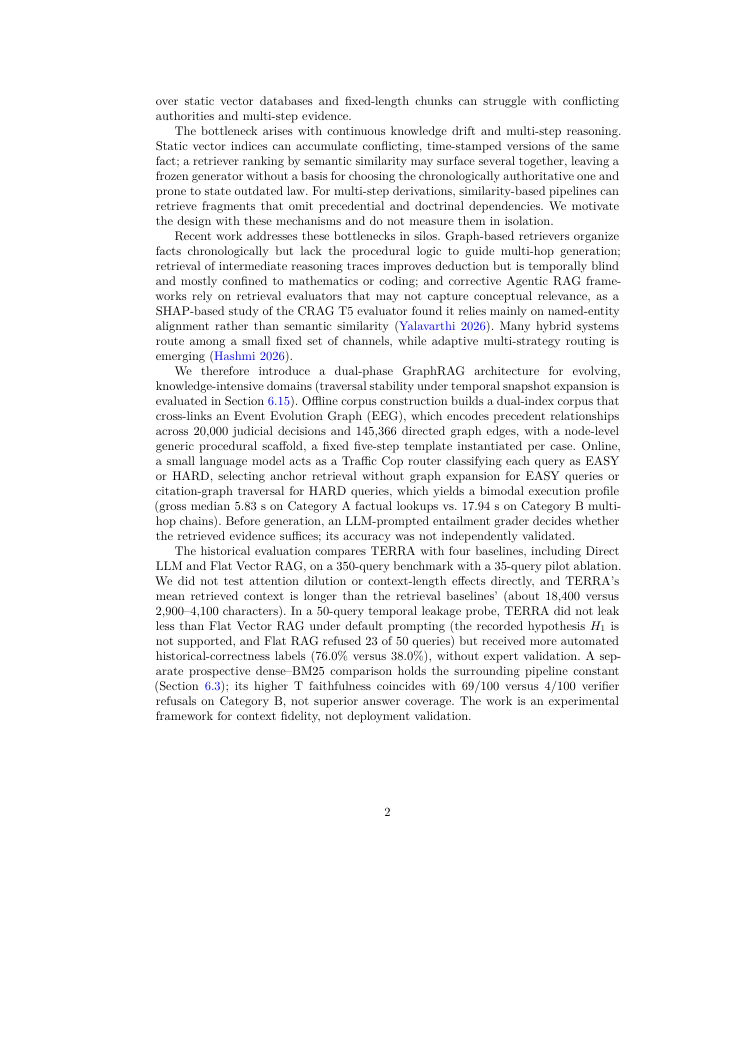 over static vector databases and fixed-length chunks can struggle with conflicting
authorities and multi-step evidence.
The bottleneck arises with continuous knowledge drift and multi-step reasoning.
Static vector indices can accumulate conflicting, time-stamped versions of the same
fact; a retriever ranking by semantic similarity may surface several together, leaving a
frozen generator without a basis for choosing the chronologically authoritative one and
prone to state outdated law. For multi-step derivations, similarity-based pipelines can
retrieve fragments that omit precedential and doctrinal dependencies. We motivate
the design with these mechanisms and do not measure them in isolation.
Recent work addresses these bottlenecks in silos. Graph-based retrievers organize
facts chronologically but lack the procedural logic to guide multi-hop generation;
retrieval of intermediate reasoning traces improves deduction but is temporally blind
and mostly confined to mathematics or coding; and corrective Agentic RAG frame-
works rely on retrieval evaluators that may not capture conceptual relevance, as a
SHAP-based study of the CRAG T5 evaluator found it relies mainly on named-entity
alignment rather than semantic similarity (Yalavarthi 2026). Many hybrid systems
route among a small fixed set of channels, while adaptive multi-strategy routing is
emerging (Hashmi 2026).
We therefore introduce a dual-phase GraphRAG architecture for evolving,
knowledge-intensive domains (traversal stability under temporal snapshot expansion is
evaluated in Section 6.15). Offline corpus construction builds a dual-index corpus that
cross-links an Event Evolution Graph (EEG), which encodes precedent relationships
across 20,000 judicial decisions and 145,366 directed graph edges, with a node-level
generic procedural scaffold, a fixed five-step template instantiated per case. Online,
a small language model acts as a Traffic Cop router classifying each query as EASY
or HARD, selecting anchor retrieval without graph expansion for EASY queries or
citation-graph traversal for HARD queries, which yields a bimodal execution profile
(gross median 5.83 s on Category A factual lookups vs. 17.94 s on Category B multi-
hop chains). Before generation, an LLM-prompted entailment grader decides whether
the retrieved evidence suffices; its accuracy was not independently validated.
The historical evaluation compares TERRA with four baselines, including Direct
LLM and Flat Vector RAG, on a 350-query benchmark with a 35-query pilot ablation.
We did not test attention dilution or context-length effects directly, and TERRA's
mean retrieved context is longer than the retrieval baselines' (about 18,400 versus
2,900–4,100 characters). In a 50-query temporal leakage probe, TERRA did not leak
less than Flat Vector RAG under default prompting (the recorded hypothesis H₁ is
not supported, and Flat RAG refused 23 of 50 queries) but received more automated
historical-correctness labels (76.0% versus 38.0%), without expert validation. A sep-
arate prospective dense–BM25 comparison holds the surrounding pipeline constant
(Section 6.3); its higher T faithfulness coincides with 69/100 versus 4/100 verifier
refusals on Category B, not superior answer coverage. The work is an experimental
framework for context fidelity, not deployment validation.
2